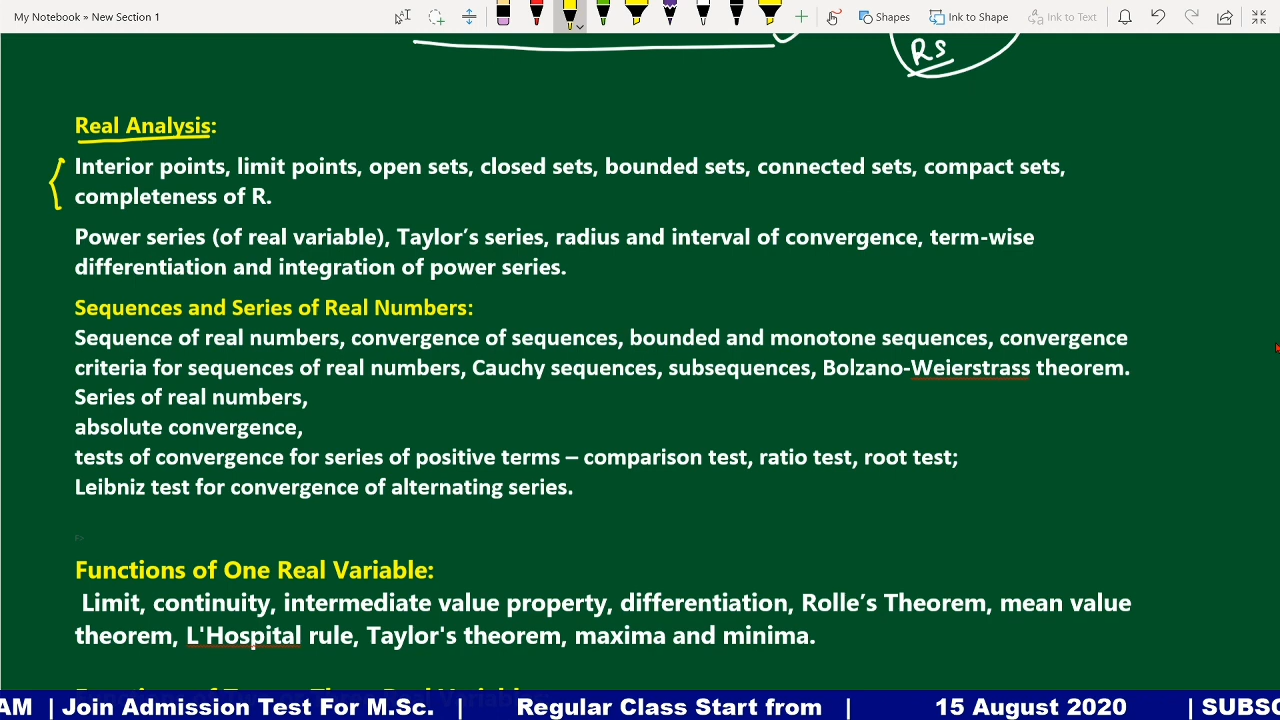 My Notebook » New Section 1
Shapes
Ink to Shape
Ink to Text
RS
Real Analysis:
Interior points, limit points, open sets, closed sets, bounded sets, connected sets, compact sets,
completeness of R.
Power series (of real variable), Taylor’s series, radius and interval of convergence, term-wise
differentiation and integration of power series.
Sequences and Series of Real Numbers:
Sequence of real numbers, convergence of sequences, bounded and monotone sequences, convergence
criteria for sequences of real numbers, Cauchy sequences, subsequences, Bolzano-Weierstrass theorem.
Series of real numbers,
absolute convergence,
tests of convergence for series of positive terms – comparison test, ratio test, root test;
Leibniz test for convergence of alternating series.
Functions of One Real Variable:
Limit, continuity, intermediate value property, differentiation, Rolle’s Theorem, mean value
theorem, L'Hospital rule, Taylor's theorem, maxima and minima.
AM | Join Admission Test For M.Sc. | Regular Class Start from | 15 August 2020 | SUBSC